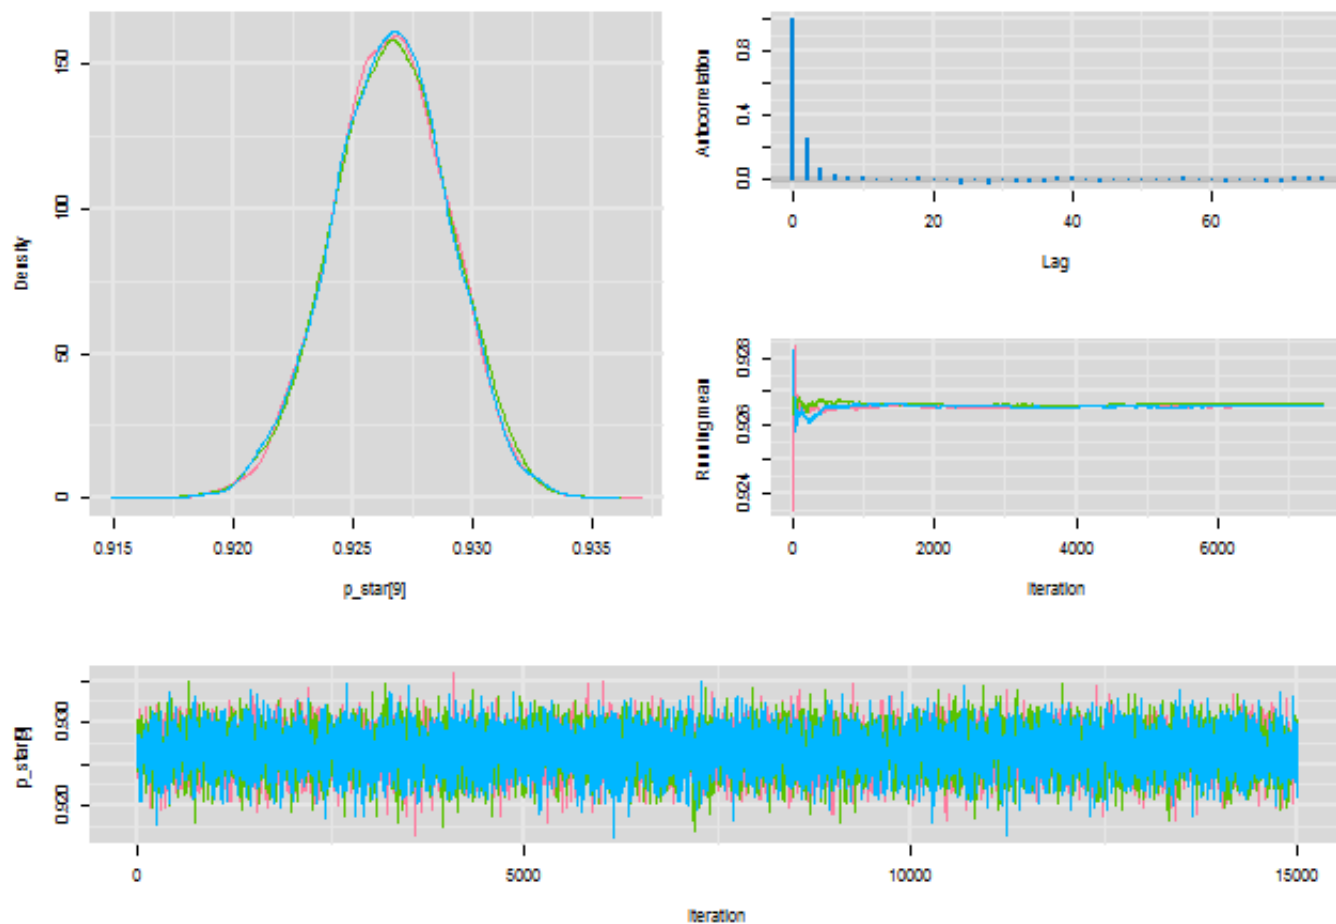 Density
150
100
50
0
0.915 0.920 0.925 0.930 0.935
p_star[9]
Autocorrelation
0.8
0.4
0.0
0 20 40 60
Lag
Running mean
0.928
0.926
0.924
0 2000 4000 6000
Iteration
p_star[9]
0.930
0.920
0 5000 10000 15000
Iteration